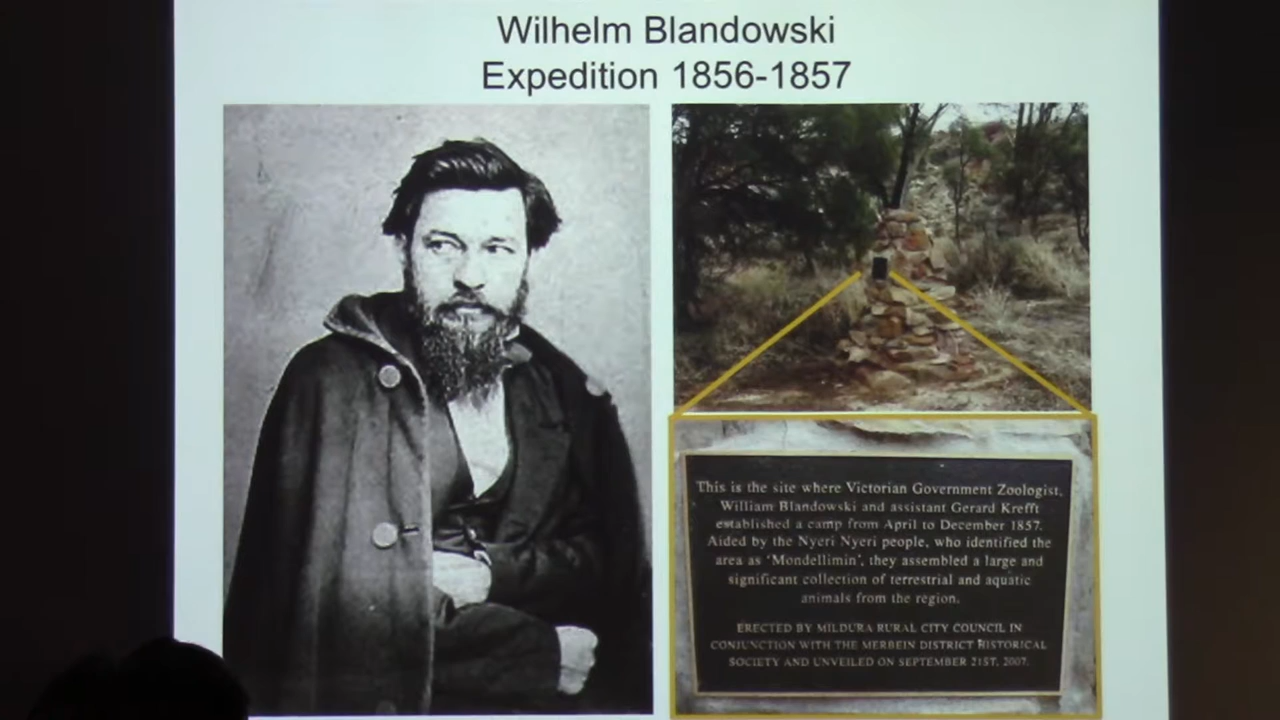 Wilhelm Blandowski
Expedition 1856-1857
This is the site where Victorian Government Zoologist,
William Blandowski and assistant Gerard Krefft
established a camp from April to December 1857.
Aided by the Nyeri Nyeri people, who identified the
area as ‘Mondellimin’, they assembled a large and
significant collection of terrestrial and aquatic
animals from the region.
ERECTED BY MILDURA RURAL CITY COUNCIL IN
CONJUNCTION WITH THE MERBEIN DISTRICT HISTORICAL
SOCIETY AND UNVEILED ON SEPTEMBER 21ST, 2007.